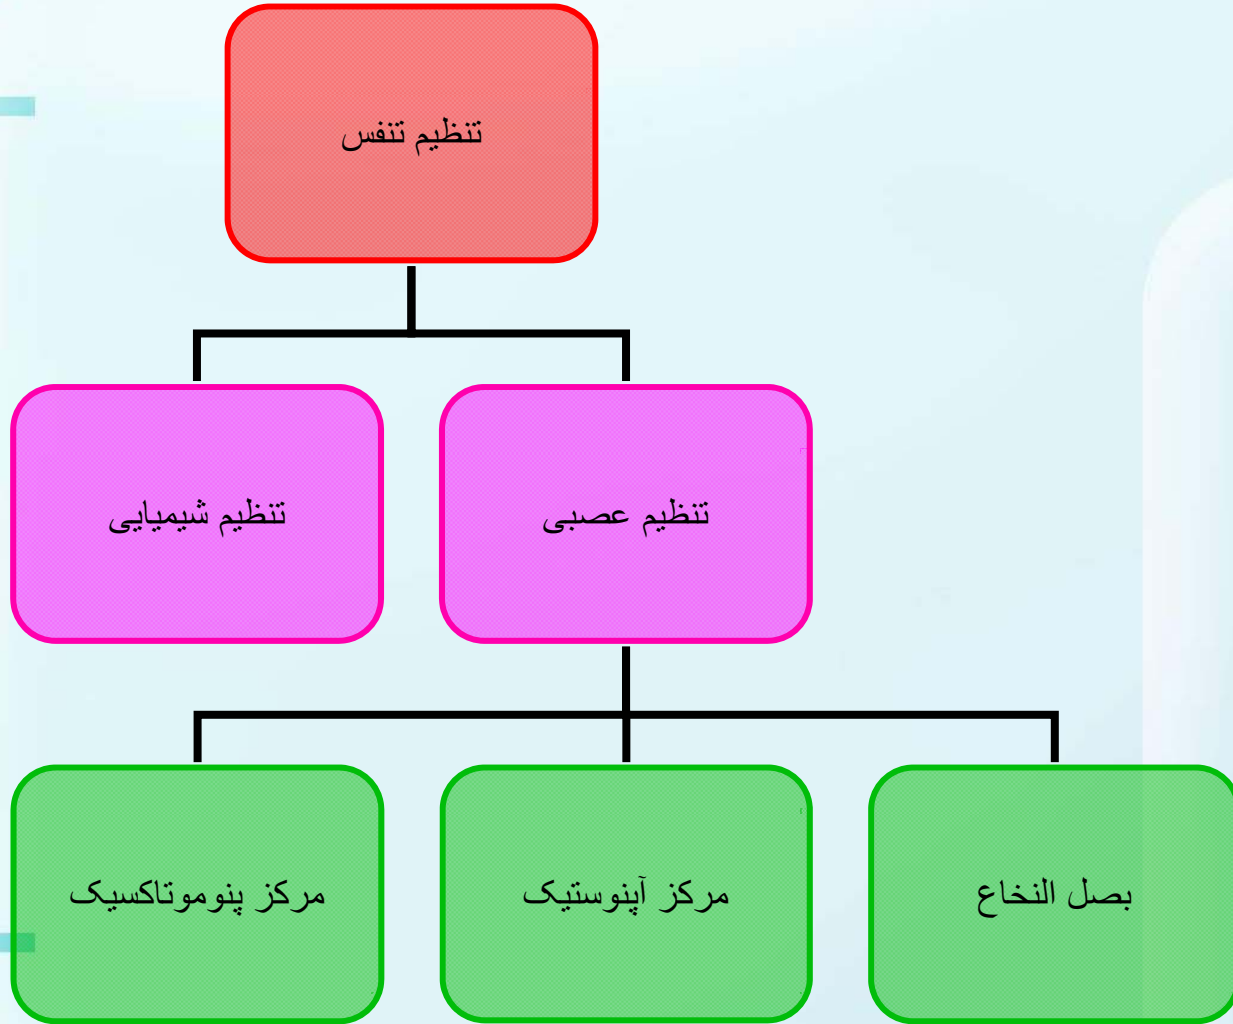 تنظیم تنفس
تنظیم عصبی
تنظیم شیمیایی
بصل النخاع
مرکز آپنوستیک
مرکز پنوموتاکسیک